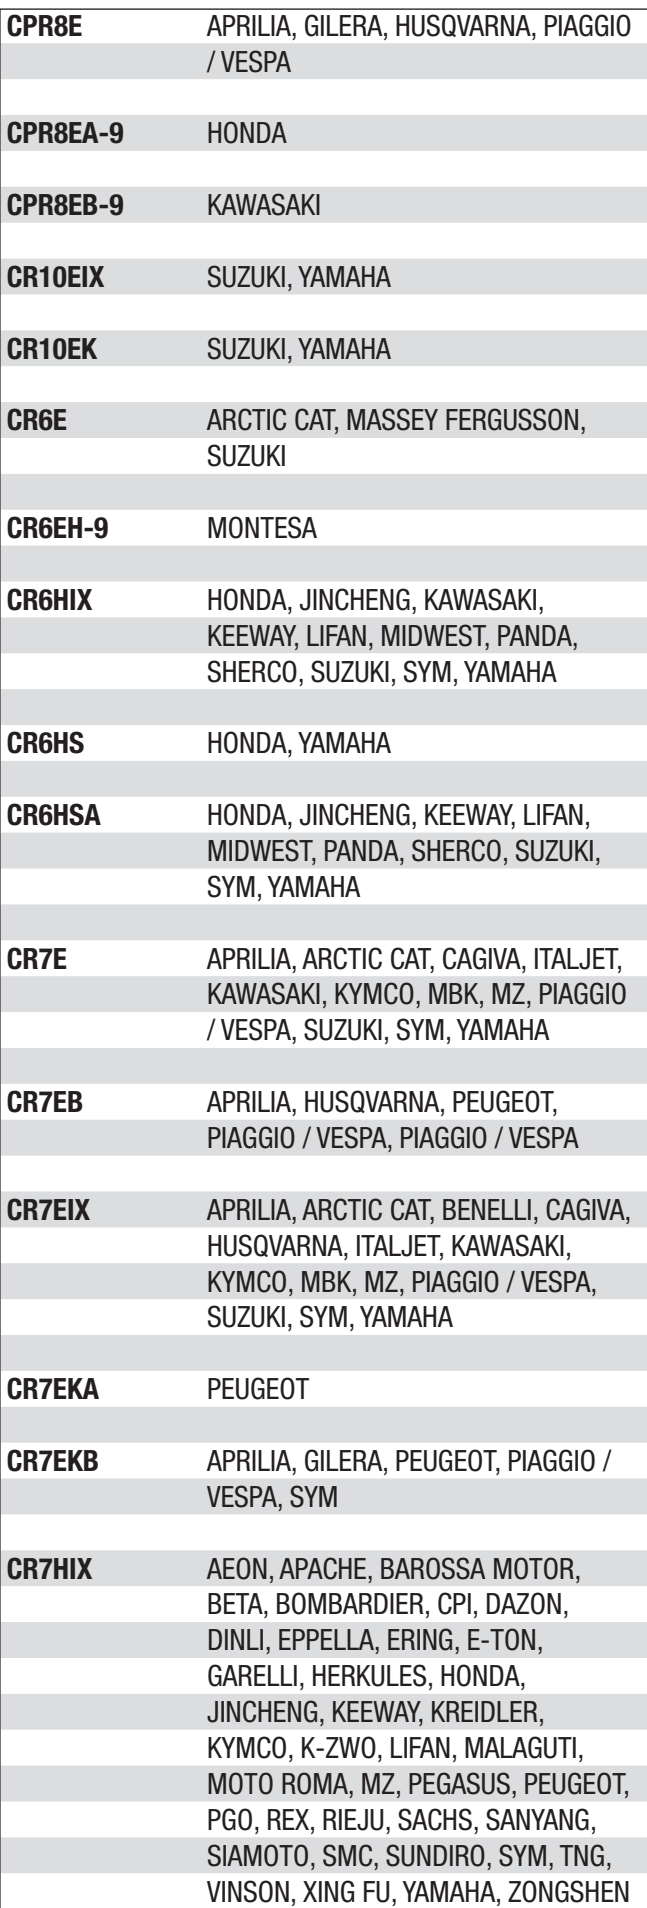 CPR8E APRILIA, GILERA, HUSQVARNA, PIAGGIO
/ VESPA
CPR8EA-9 HONDA
CPR8EB-9 KAWASAKI
CR10EIX SUZUKI, YAMAHA
CR10EK SUZUKI, YAMAHA
CR6E ARCTIC CAT, MASSEY FERGUSSON,
SUZUKI
CR6EH-9 MONTESA
CR6HIX HONDA, JINCHENG, KAWASAKI,
KEEWAY, LIFAN, MIDWEST, PANDA,
SHERCO, SUZUKI, SYM, YAMAHA
CR6HS HONDA, YAMAHA
CR6HSA HONDA, JINCHENG, KEEWAY, LIFAN,
MIDWEST, PANDA, SHERCO, SUZUKI,
SYM, YAMAHA
CR7E APRILIA, ARCTIC CAT, CAGIVA, ITALJET,
KAWASAKI, KYMCO, MBK, MZ, PIAGGIO
/ VESPA, SUZUKI, SYM, YAMAHA
CR7EB APRILIA, HUSQVARNA, PEUGEOT,
PIAGGIO / VESPA, PIAGGIO / VESPA
CR7EIX APRILIA, ARCTIC CAT, BENELLI, CAGIVA,
HUSQVARNA, ITALJET, KAWASAKI,
KYMCO, MBK, MZ, PIAGGIO / VESPA,
SUZUKI, SYM, YAMAHA
CR7EKA PEUGEOT
CR7EKB APRILIA, GILERA, PEUGEOT, PIAGGIO /
VESPA, SYM
CR7HIX AEON, APACHE, BAROSSA MOTOR,
BETA, BOMBARDIER, CPI, DAZON,
DINLI, EPPELLA, ERING, E-TON,
GARELLI, HERKULES, HONDA,
JINCHENG, KEEWAY, KREIDLER,
KYMCO, K-ZWO, LIFAN, MALAGUTI,
MOTO ROMA, MZ, PEGASUS, PEUGEOT,
PGO, REX, RIEJU, SACHS, SANYANG,
SIAMOTO, SMC, SUNDIRO, SYM, TNG,
VINSON, XING FU, YAMAHA, ZONGSHEN